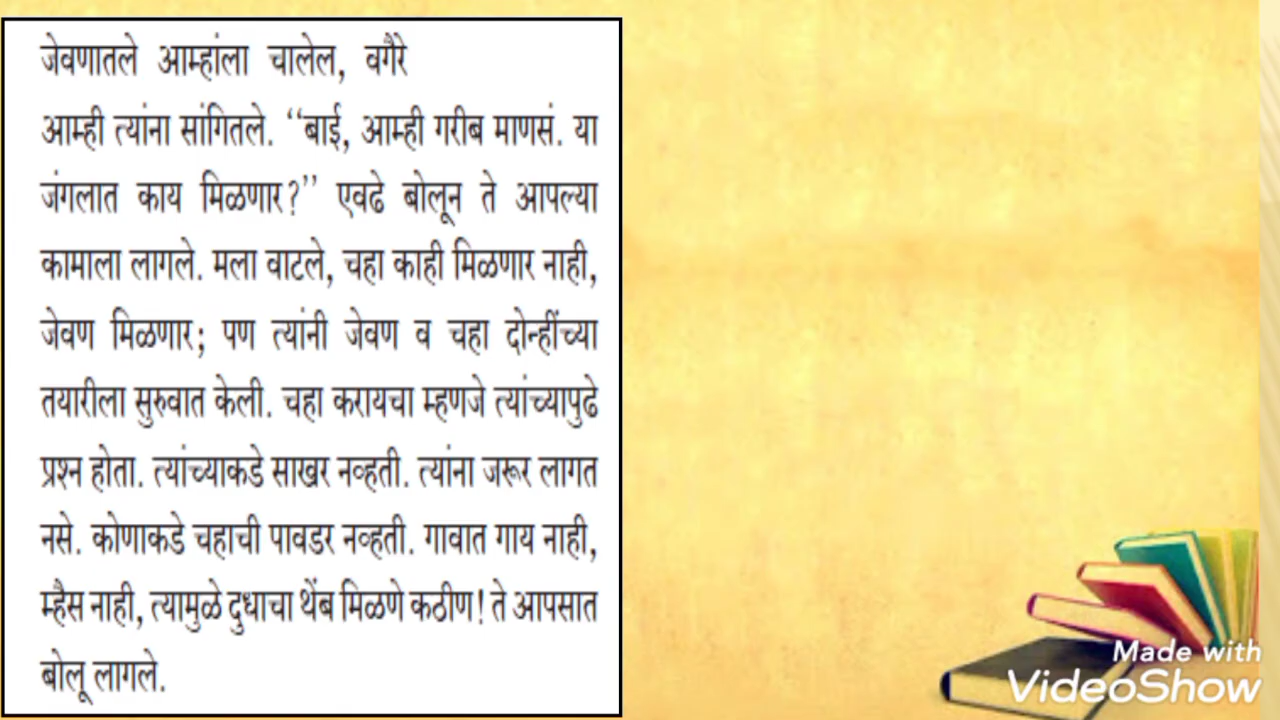 जेवणातले आम्हांला चालेल, वगैरे
आम्ही त्यांना सांगितले. ‘‘बाई, आम्ही गरीब माणसं. या
जंगलात काय मिळणार?’’ एवढे बोलून ते आपल्या
कामाला लागले. मला वाटले, चहा काही मिळणार नाही,
जेवण मिळणार; पण त्यांनी जेवण व चहा दोन्हींच्या
तयारीला सुरुवात केली. चहा करायचा म्हणजे त्यांच्यापुढे
प्रश्न होता. त्यांच्याकडे साखर नव्हती. त्यांना जरूर लागत
नसे. कोणाकडे चहाची पावडर नव्हती. गावात गाय नाही,
म्हैस नाही, त्यामुळे दुधाचा थेंब मिळणे कठीण! ते आपसात
बोलू लागले.
Made with
VideoShow